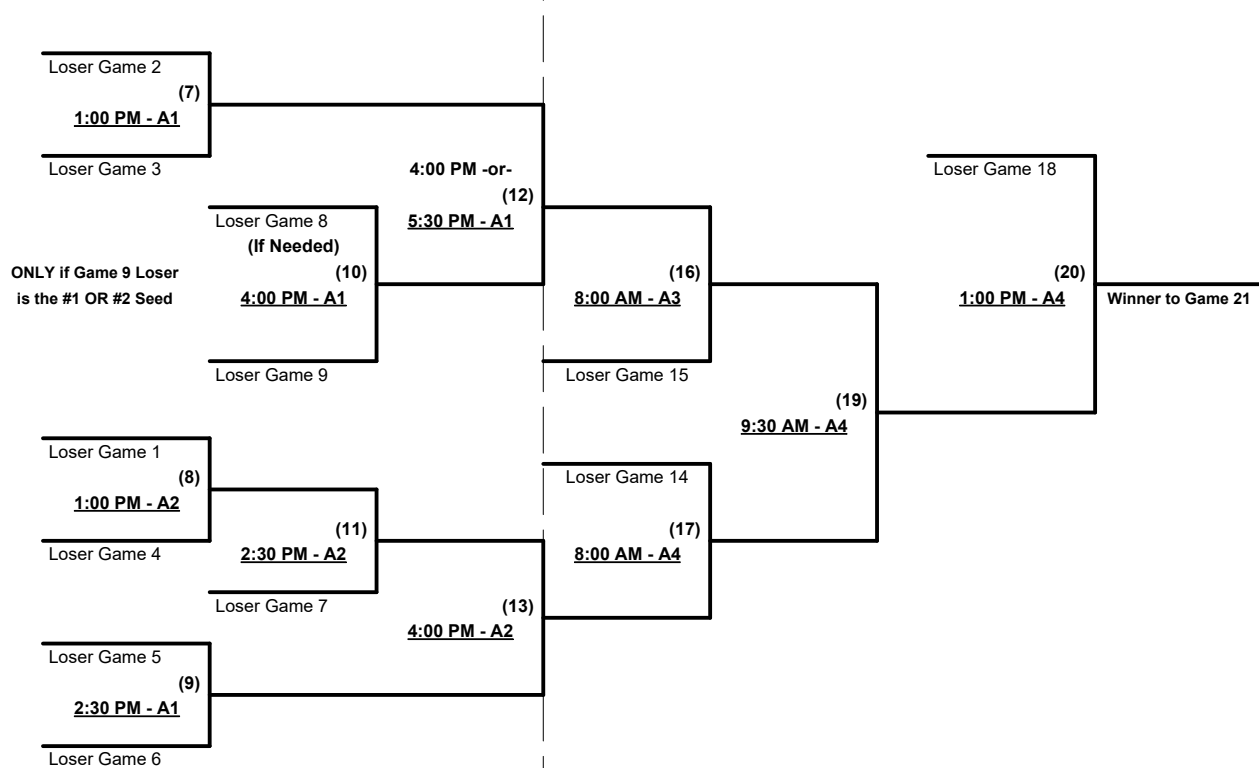 Loser Game 2
(7)
1:00 PM - A1
Loser Game 3
4:00 PM -or-
(12)
5:30 PM - A1
Loser Game 18
Loser Game 8
(If Needed)
ONLY if Game 9 Loser
is the #1 OR #2 Seed
(10)
4:00 PM - A1
(16)
8:00 AM - A3
(20)
1:00 PM - A4
Winner to Game 21
Loser Game 9
Loser Game 15
(19)
9:30 AM - A4
Loser Game 1
(8)
1:00 PM - A2
Loser Game 4
Loser Game 14
(11)
2:30 PM - A2
(17)
8:00 AM - A4
Loser Game 7
(13)
4:00 PM - A2
Loser Game 5
(9)
2:30 PM - A1
Loser Game 6